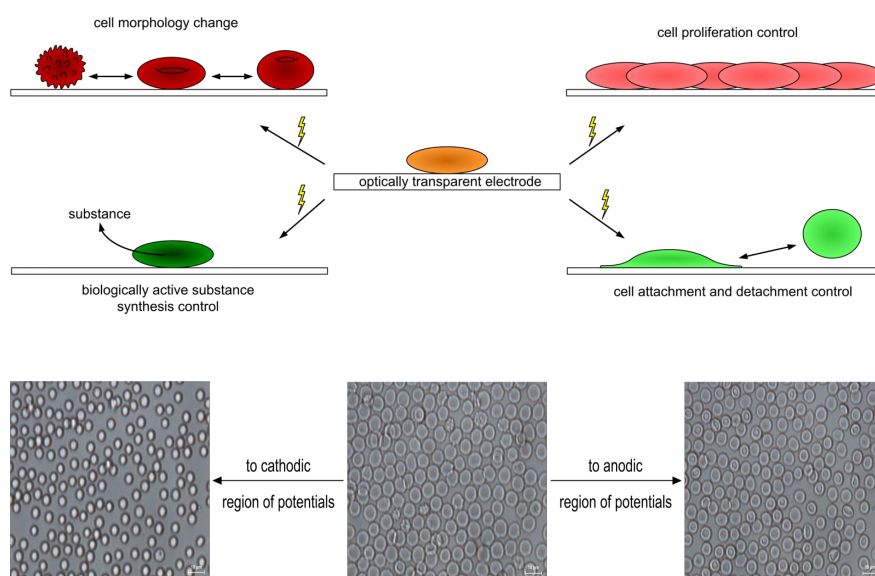 cell morphology change
cell proliferation control
optically transparent electrode
substance
biologically active substance
synthesis control
cell attachment and detachment control
to cathodic
region of potentials
to anodic
region of potentials